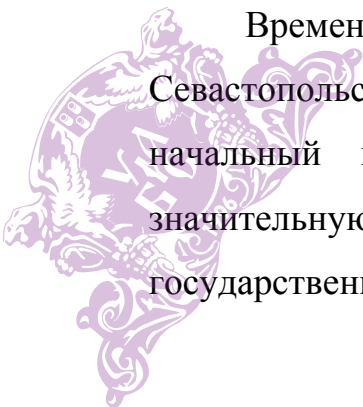 Времен
Севастопольс
начальный
значительную
государствен